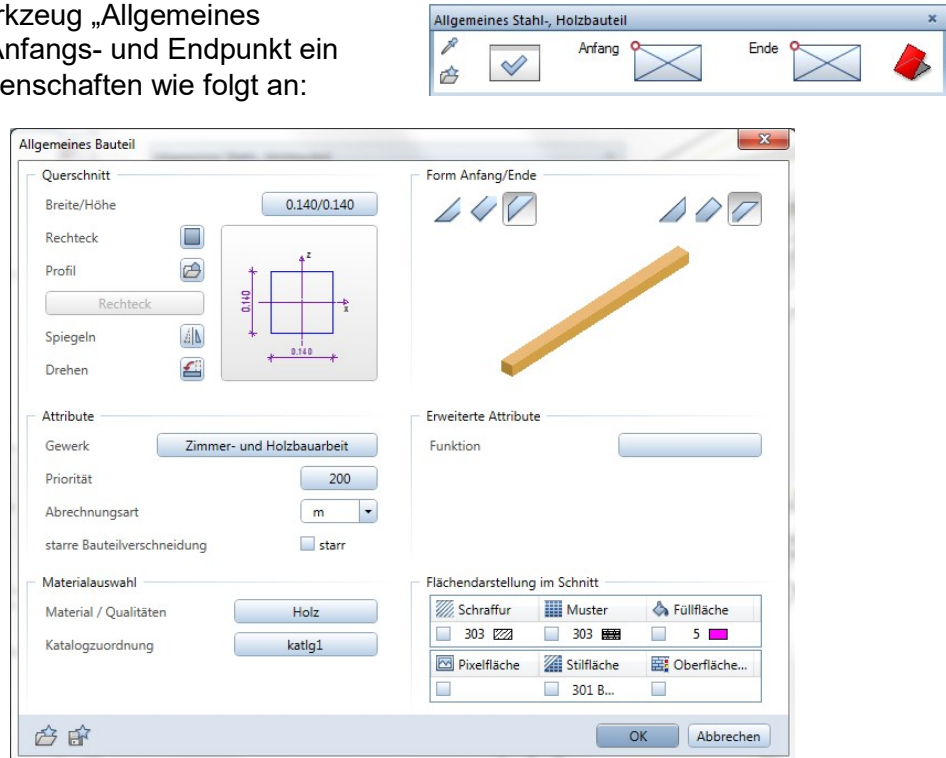 rkzeug „Allgemeines
Anfangs- und Endpunkt ein
enschaften wie folgt an:
Allgemeines Stahl-, Holzbauteil
Anfang Ende
Allgemeines Bauteil
Querschnitt
Breite/Höhe 0.140/0.140
Rechteck
Profil
Rechteck
Spiegeln
Drehen
z
x
0.140
0.140
Form Anfang/Ende
Attribute
Gewerk Zimmer- und Holzbauarbeit
Priorität 200
Abrechnungsart m
starre Bauteilverschneidung starr
Erweiterte Attribute
Funktion
Materialauswahl
Material / Qualitäten Holz
Katalogzuordnung katlg1
Flächendarstellung im Schnitt
Schraffur Muster Füllfläche
303 303 5
Pixelfläche Stilfläche Oberfläche...
301 B...
OK Abbrechen